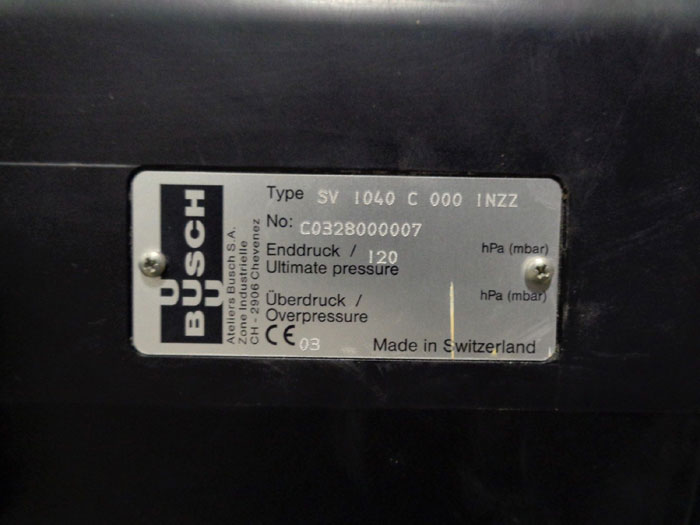 BUSCH
Ateliers Busch S.A.
Zone Industrielle
CH - 2906 Chevenez
Type SV 1040 C 000 INZZ
No: C0328000007
Enddruck / 120 hPa (mbar)
Ultimate pressure
Überdruck / hPa (mbar)
Overpressure
CE 03 Made in Switzerland